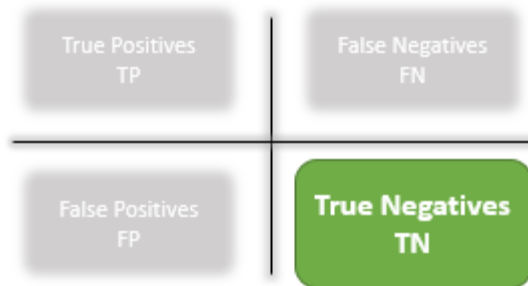 True Positives
TP
False Negatives
FN
False Positives
FP
True Negatives
TN